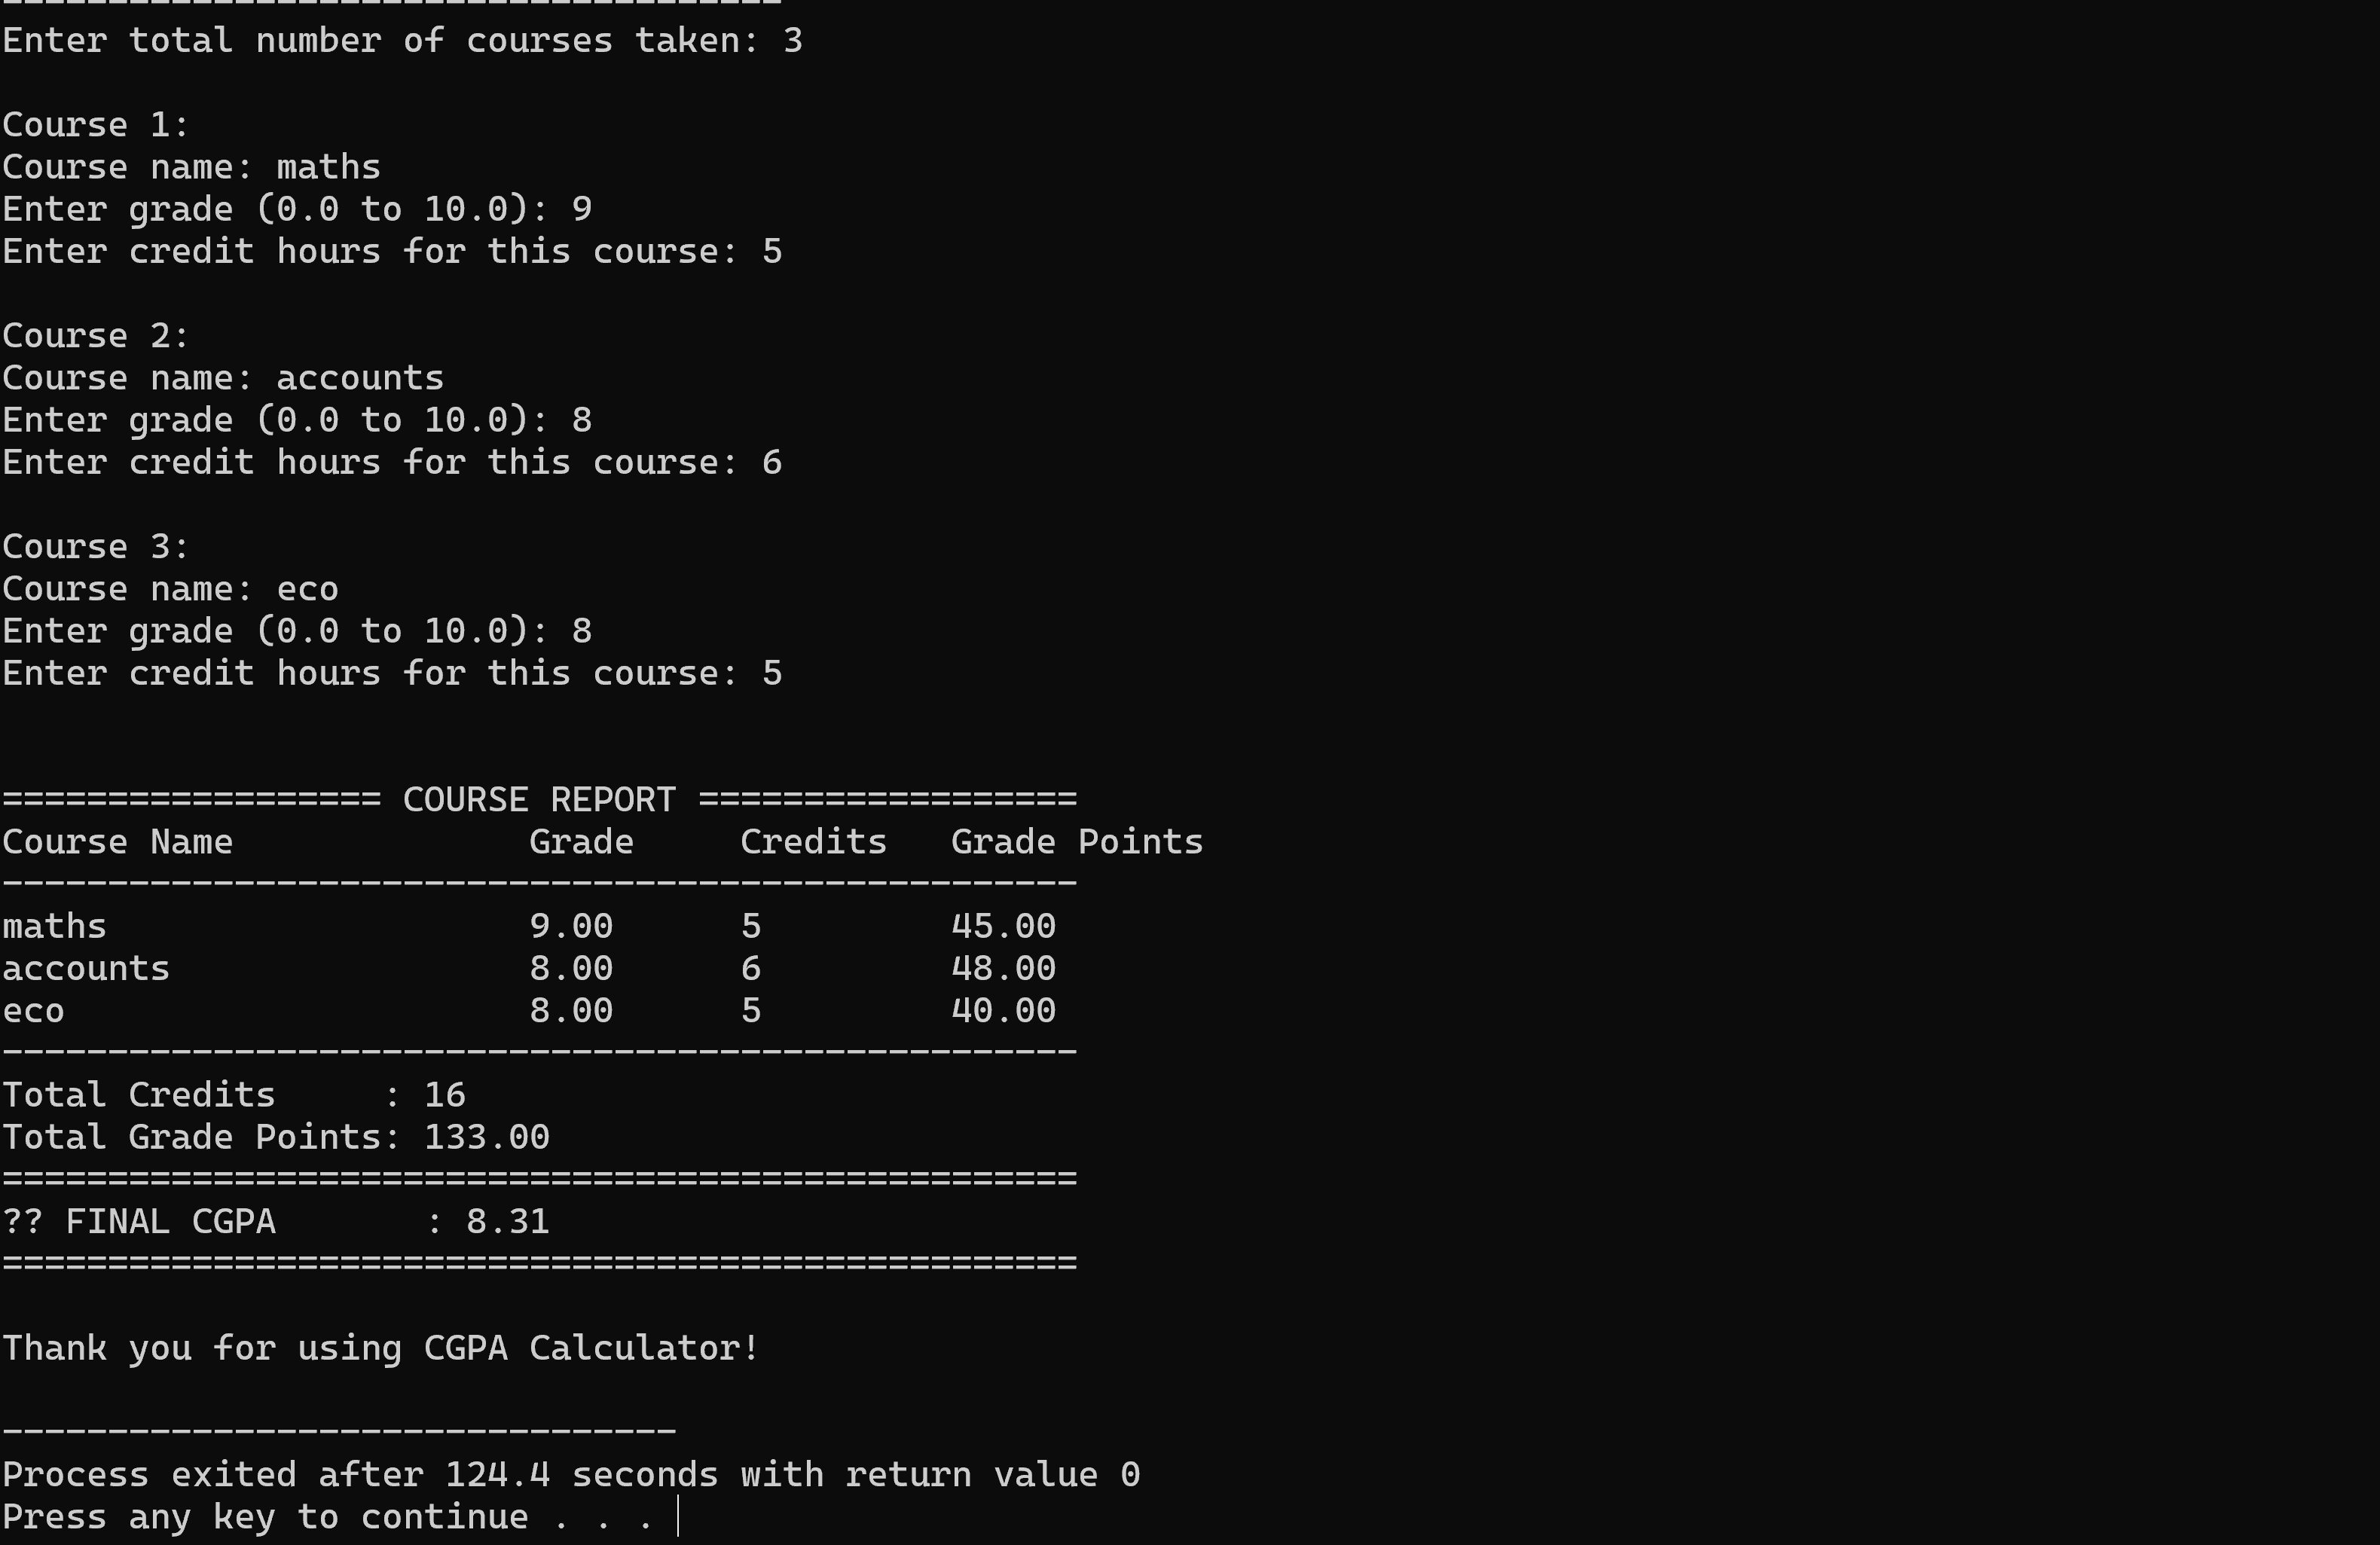 -------------------------------------
Enter total number of courses taken: 3
Course 1:
Course name: maths
Enter grade (0.0 to 10.0): 9
Enter credit hours for this course: 5
Course 2:
Course name: accounts
Enter grade (0.0 to 10.0): 8
Enter credit hours for this course: 6
Course 3:
Course name: eco
Enter grade (0.0 to 10.0): 8
Enter credit hours for this course: 5
================== COURSE REPORT ==================
Course Name              Grade     Credits   Grade Points
---------------------------------------------------
maths                    9.00      5         45.00
accounts                 8.00      6         48.00
eco                      8.00      5         40.00
---------------------------------------------------
Total Credits     : 16
Total Grade Points: 133.00
===================================================
?? FINAL CGPA       : 8.31
===================================================
Thank you for using CGPA Calculator!
--------------------------------
Process exited after 124.4 seconds with return value 0
Press any key to continue . . .